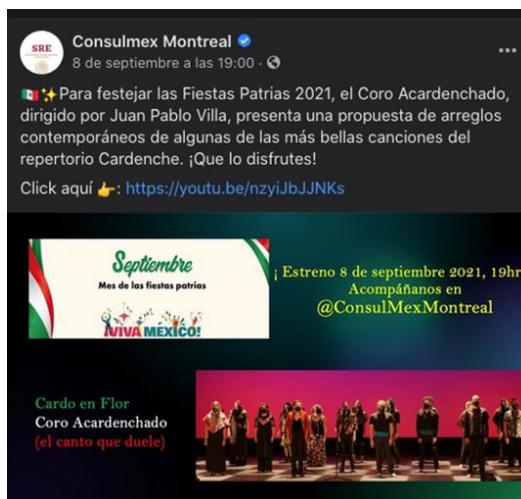 SRE
Consulmex Montreal
8 de septiembre a las 19:00 ·
Para festejar las Fiestas Patrias 2021, el Coro Acardenchado,
dirigido por Juan Pablo Villa, presenta una propuesta de arreglos
contemporáneos de algunas de las más bellas canciones del
repertorio Cardenche. ¡Que lo disfrutes!
Click aquí 👉: https://youtu.be/nzyiJbJJNKs
Septiembre
Mes de las fiestas patrias
¡VIVA MÉXICO!
¡ Estreno 8 de septiembre 2021, 19hr
Acompáñanos en
@ConsulMexMontreal
Cardo en Flor
Coro Acardenchado
(el canto que duele)